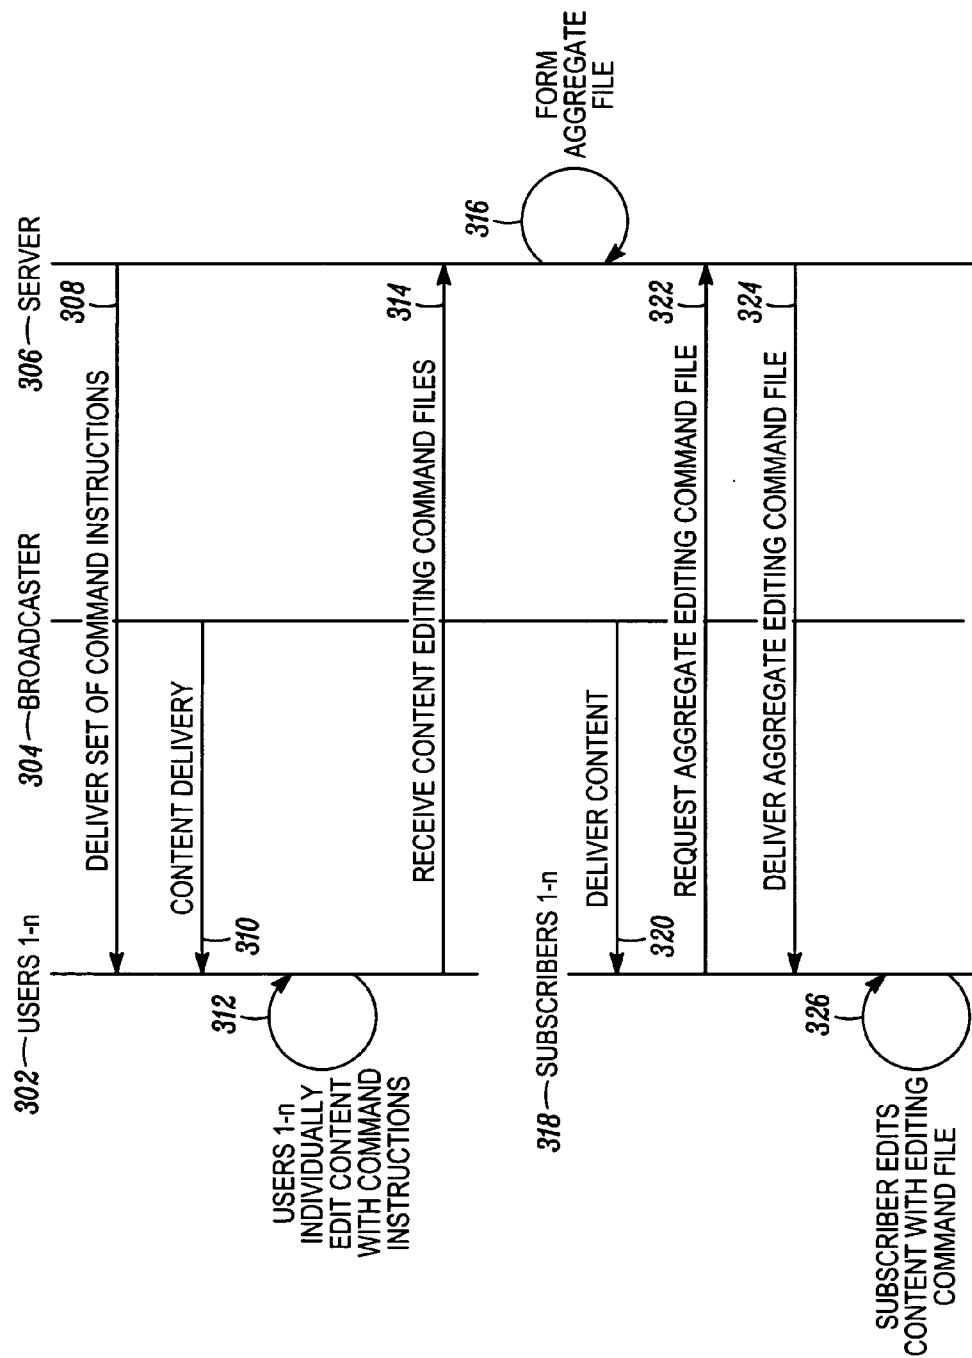 302 USERS 1-n
304 BROADCASTER
306 SERVER
DELIVER SET OF COMMAND INSTRUCTIONS
308
CONTENT DELIVERY
310
312
USERS 1-n
INDIVIDUALLY
EDIT CONTENT
WITH COMMAND
INSTRUCTIONS
RECEIVE CONTENT EDITING COMMAND FILES
314
316
FORM
AGGREGATE
FILE
318 SUBSCRIBERS 1-n
DELIVER CONTENT
320
REQUEST AGGREGATE EDITING COMMAND FILE
322
DELIVER AGGREGATE EDITING COMMAND FILE
324
326
SUBSCRIBER EDITS
CONTENT WITH EDITING
COMMAND FILE